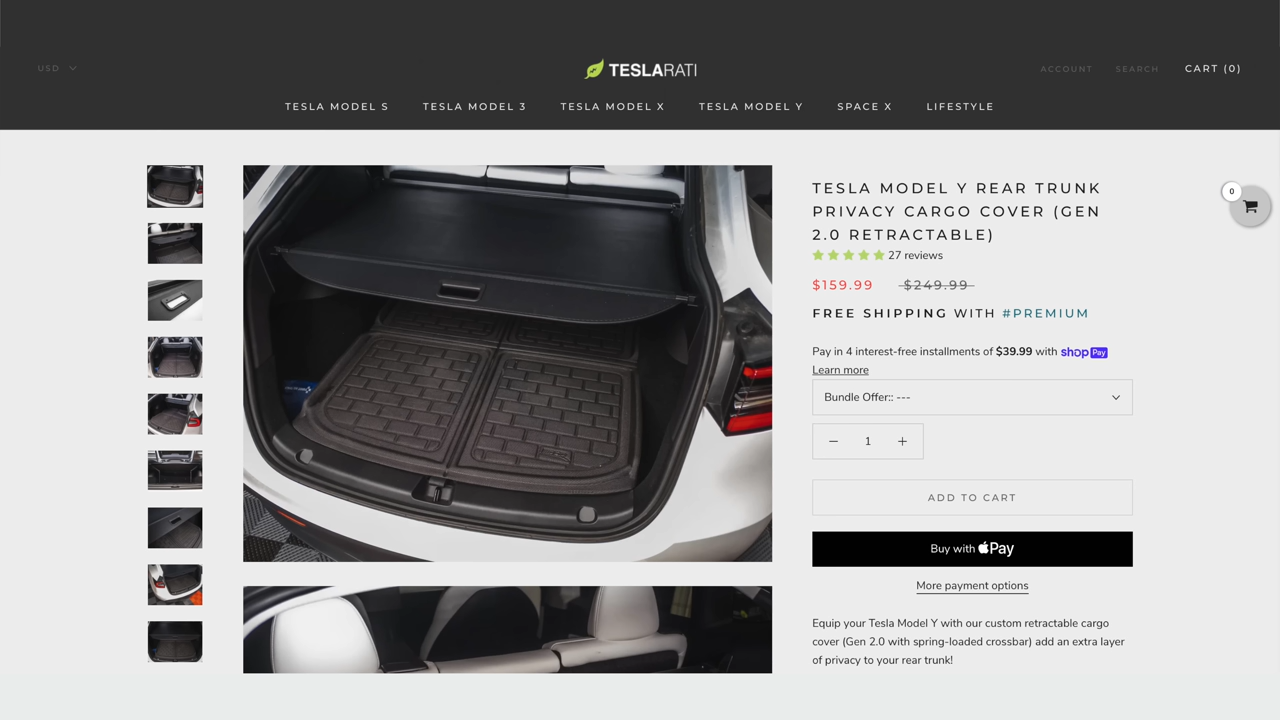 USD
TESLARATI
ACCOUNT
SEARCH
CART (0)
TESLA MODEL S
TESLA MODEL 3
TESLA MODEL X
TESLA MODEL Y
SPACE X
LIFESTYLE
0
TESLA MODEL Y REAR TRUNK
PRIVACY CARGO COVER (GEN
2.0 RETRACTABLE)
27 reviews
$159.99 $249.99
FREE SHIPPING WITH #PREMIUM
Pay in 4 interest-free installments of $39.99 with shop Pay
Learn more
Bundle Offer:: ---
1
ADD TO CART
Buy with Pay
More payment options
Equip your Tesla Model Y with our custom retractable cargo
cover (Gen 2.0 with spring-loaded crossbar) add an extra layer
of privacy to your rear trunk!